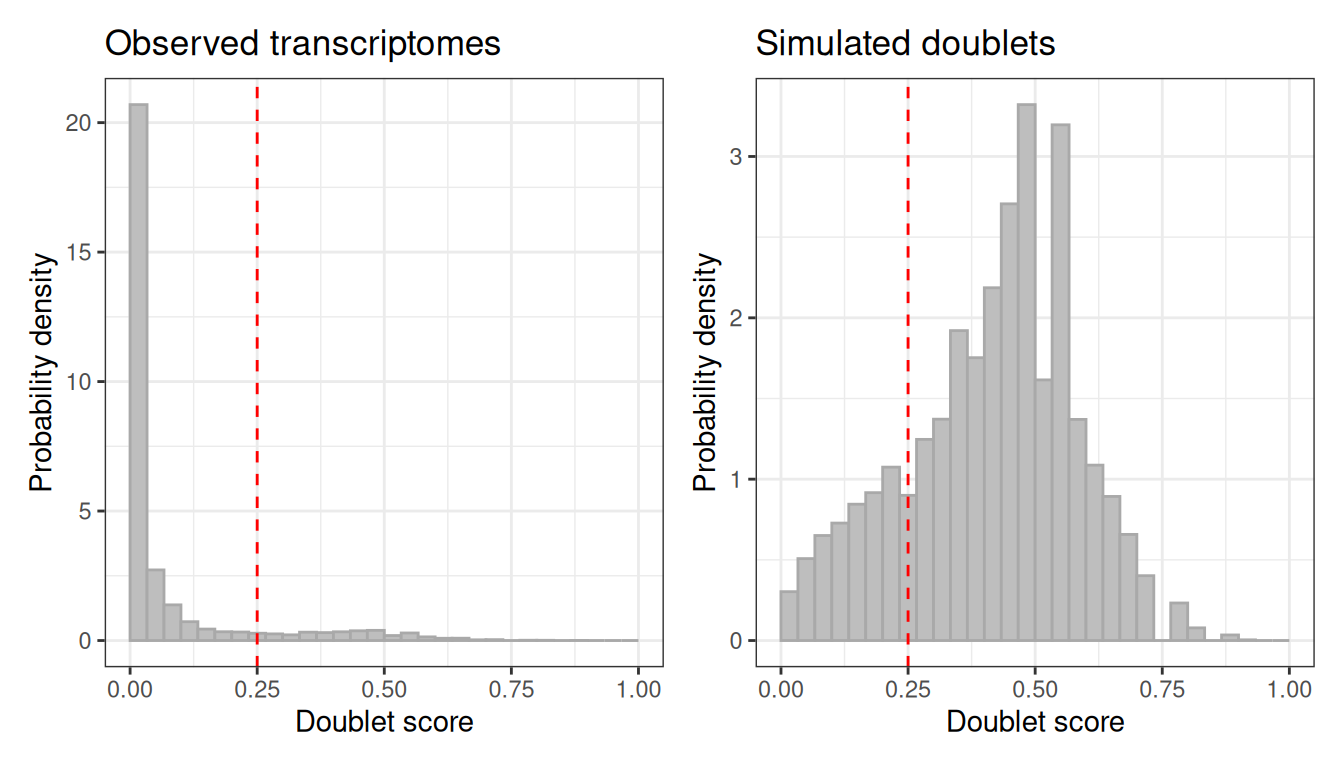 Observed transcriptomes
Probability density
20
15
10
5
0
0.00 0.25 0.50 0.75 1.00
Doublet score
Simulated doublets
Probability density
3
2
1
0
0.00 0.25 0.50 0.75 1.00
Doublet score